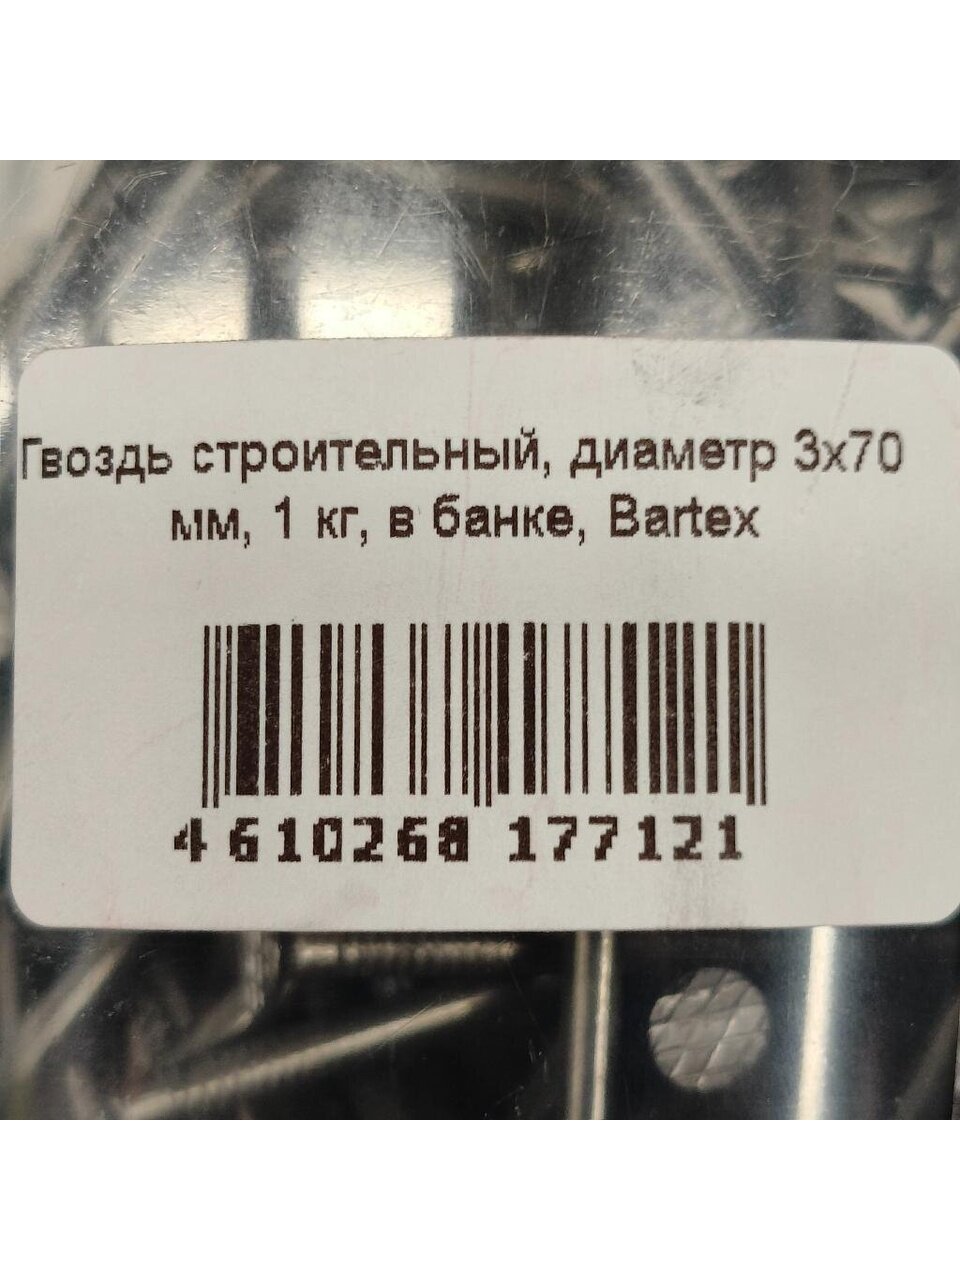 Гвоздь строительный, диаметр 3х70
мм, 1 кг, в банке, Bartex
4 610268 177121